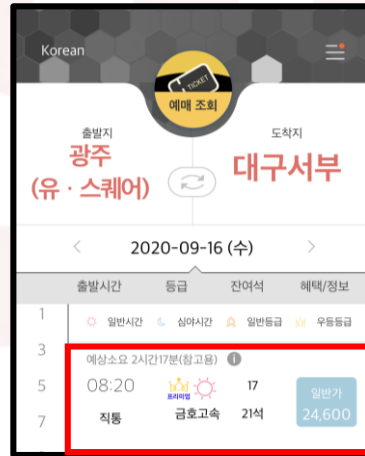 Korean
TICKET
예매 조회
출발지
도착지
광주
(유 · 스퀘어)
대구서부
< 2020-09-16 (수) >
출발시간 등급 잔여석 혜택/정보
1
일반시간 심야시간 일반등급 우등등급
3
예상소요 2시간17분(참고용) i
5
08:20 프리미엄 17
일반가
7
직통 금호고속 21석
24,600